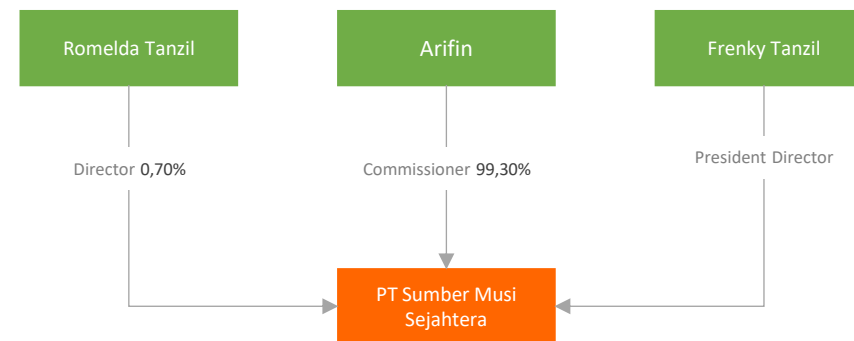 Romelda Tanzil
Arifin
Frenky Tanzil
Director 0,70%
Commissioner 99,30%
President Director
PT Sumber Musi
Sejahtera